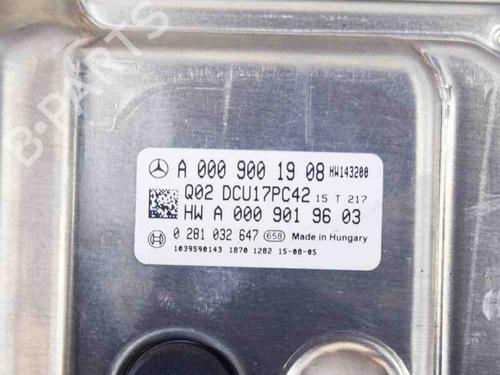 B-PARTS
A 000 900 19 08 HW143200
Q02 DCU17PC42 15 T 217
HW A 000 901 96 03
0 281 032 647 658 Made in Hungary
1039S90143 1870 1282 15-08-05